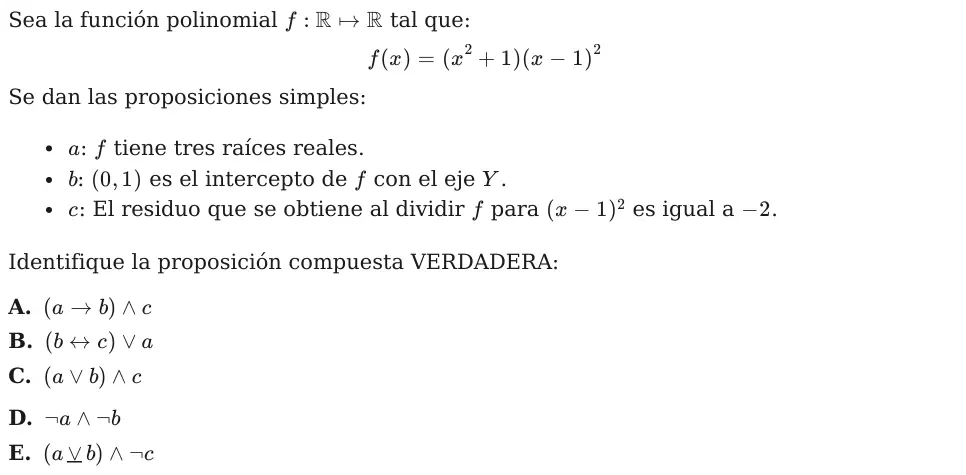 Sea la función polinomial f : ℝ ↦ ℝ tal que:
f(x) = (x² + 1)(x − 1)²
Se dan las proposiciones simples:
• a: f tiene tres raíces reales.
• b: (0, 1) es el intercepto de f con el eje Y.
• c: El residuo que se obtiene al dividir f para (x − 1)² es igual a −2.
Identifique la proposición compuesta VERDADERA:
A. (a → b) ∧ c
B. (b ↔ c) ∨ a
C. (a ∨ b) ∧ c
D. ¬a ∧ ¬b
E. (a ⊻ b) ∧ ¬c